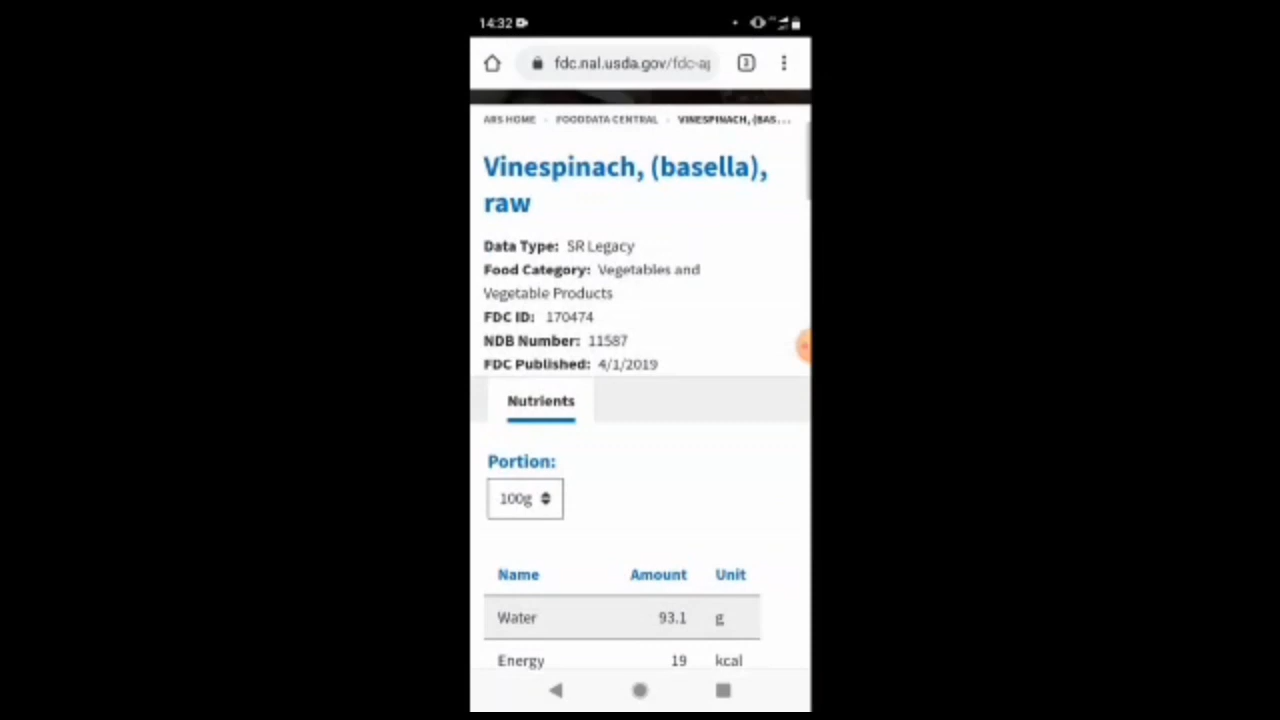 14:32
fdc.nal.usda.gov/fdc-ap
3
ARS HOME FOODDATA CENTRAL VINESPINACH, (BAS...
Vinespinach, (basella),
raw
Data Type: SR Legacy
Food Category: Vegetables and
Vegetable Products
FDC ID: 170474
NDB Number: 11587
FDC Published: 4/1/2019
Nutrients
Portion:
100g
Name Amount Unit
Water 93.1 g
Energy 19 kcal